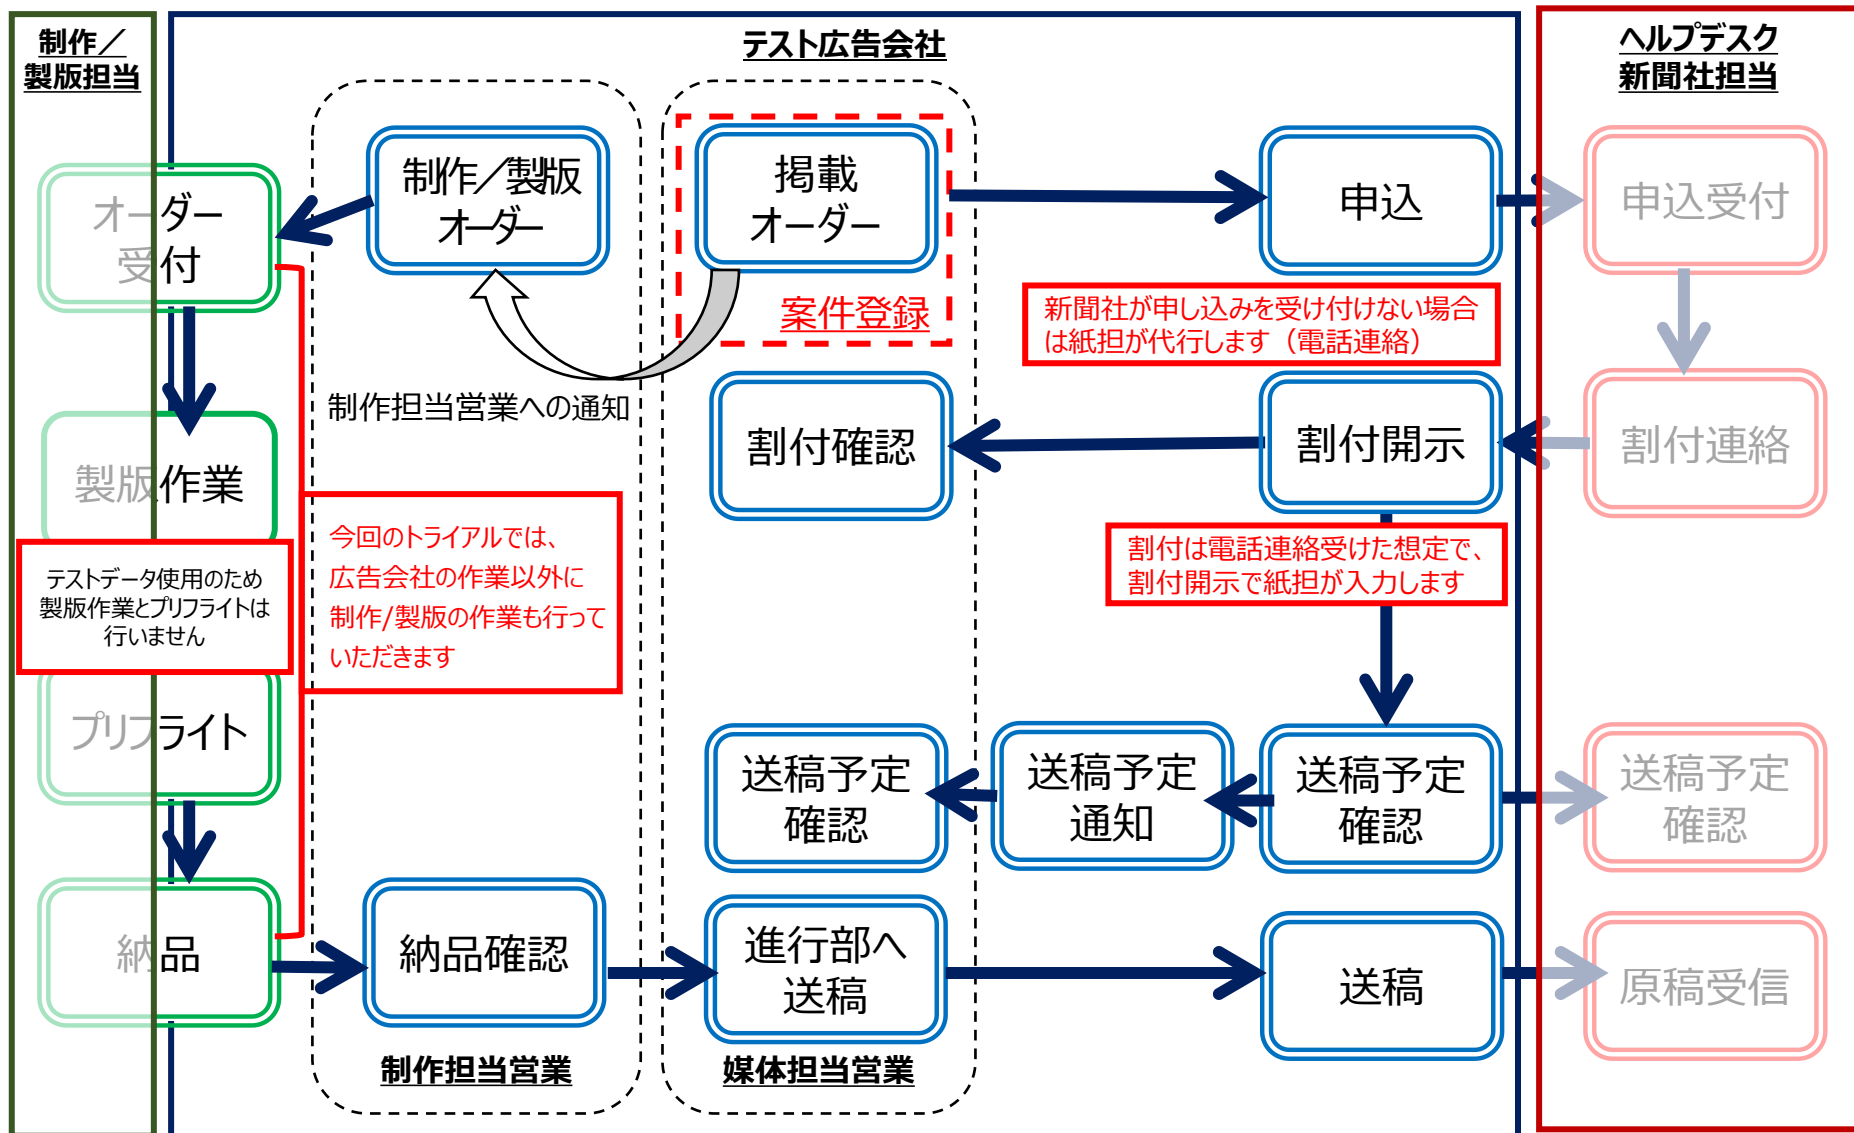 制作／
製版担当
テスト広告会社
ヘルプデスク
新聞社担当
制作／製版
オーダー
掲載
オーダー
申込
申込受付
オーダー
受付
案件登録
新聞社が申し込みを受け付けない場合
は紙担が代行します（電話連絡）
制作担当営業への通知
割付確認
割付開示
割付連絡
製版作業
今回のトライアルでは、
広告会社の作業以外に
制作/製版の作業も行って
いただきます
割付は電話連絡受けた想定で、
割付開示で紙担が入力します
テストデータ使用のため
製版作業とプリフライトは
行いません
プリフライト
送稿予定
確認
送稿予定
通知
送稿予定
確認
送稿予定
確認
納品
納品確認
進行部へ
送稿
送稿
原稿受信
制作担当営業
媒体担当営業